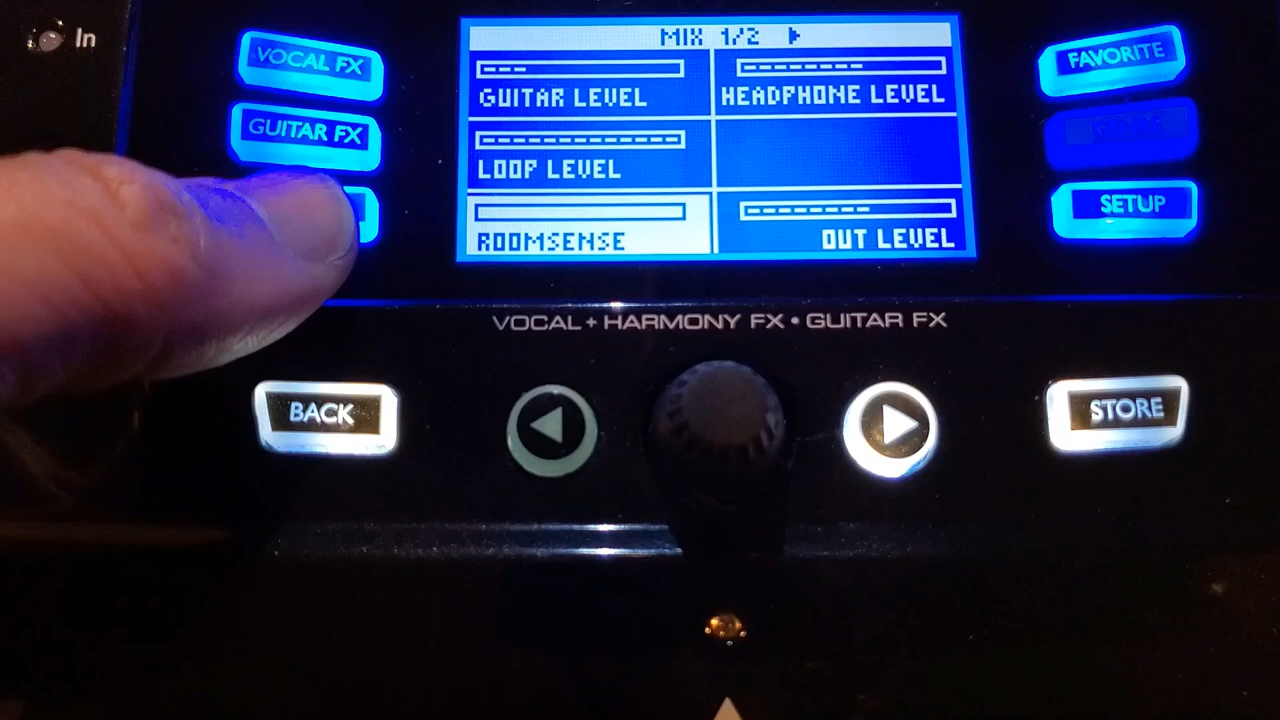 In
VOCAL FX
GUITAR FX
MIX 1/2
GUITAR LEVEL
HEADPHONE LEVEL
LOOP LEVEL
ROOMSENSE
OUT LEVEL
FAVORITE
SETUP
VOCAL + HARMONY FX • GUITAR FX
BACK
STORE